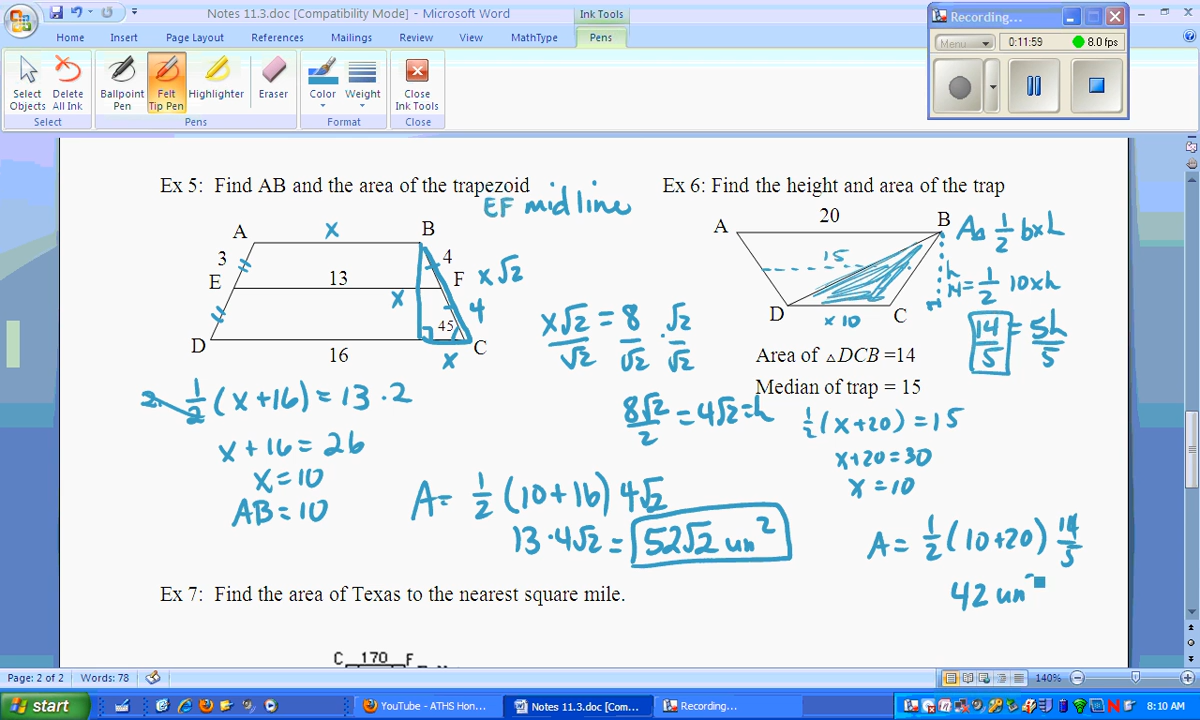 Notes 11.3.doc [Compatibility Mode] - Microsoft Word
Ink Tools
Recording...
Home Insert Page Layout References Mailings Review View MathType Pens
Menu
0:11:59
8.0 fps
Select Objects
Delete All Ink
Ballpoint Pen
Felt Tip Pen
Highlighter
Eraser
Color
Weight
Close Ink Tools
Select
Pens
Format
Close
Ex 5: Find AB and the area of the trapezoid
EF midline
A
x
B
3
4
E
13
F
x√2
x
4
45
D
16
x
C
x√2/√2 = 8/√2 · √2/√2
8√2/2 = 4√2 = h
2· 1/2 (x+16) = 13 · 2
x + 16 = 26
x = 10
AB = 10
A = 1/2 (10+16) 4√2
13 · 4√2 = 52√2 un²
Ex 6: Find the height and area of the trap
A
20
B
15
h
D
x 10
C
A△ 1/2 bxh
14 = 1/2 10xh
14/5 = 5h/5
Area of △DCB =14
Median of trap = 15
1/2 (x+20) = 15
x+20 = 30
x = 10
A = 1/2 (10+20) 14/5
42 un²
Ex 7: Find the area of Texas to the nearest square mile.
C 170 F
Page: 2 of 2
Words: 78
140%
start
YouTube - ATHS Hon...
Notes 11.3.doc [Com...
Recording...
8:10 AM